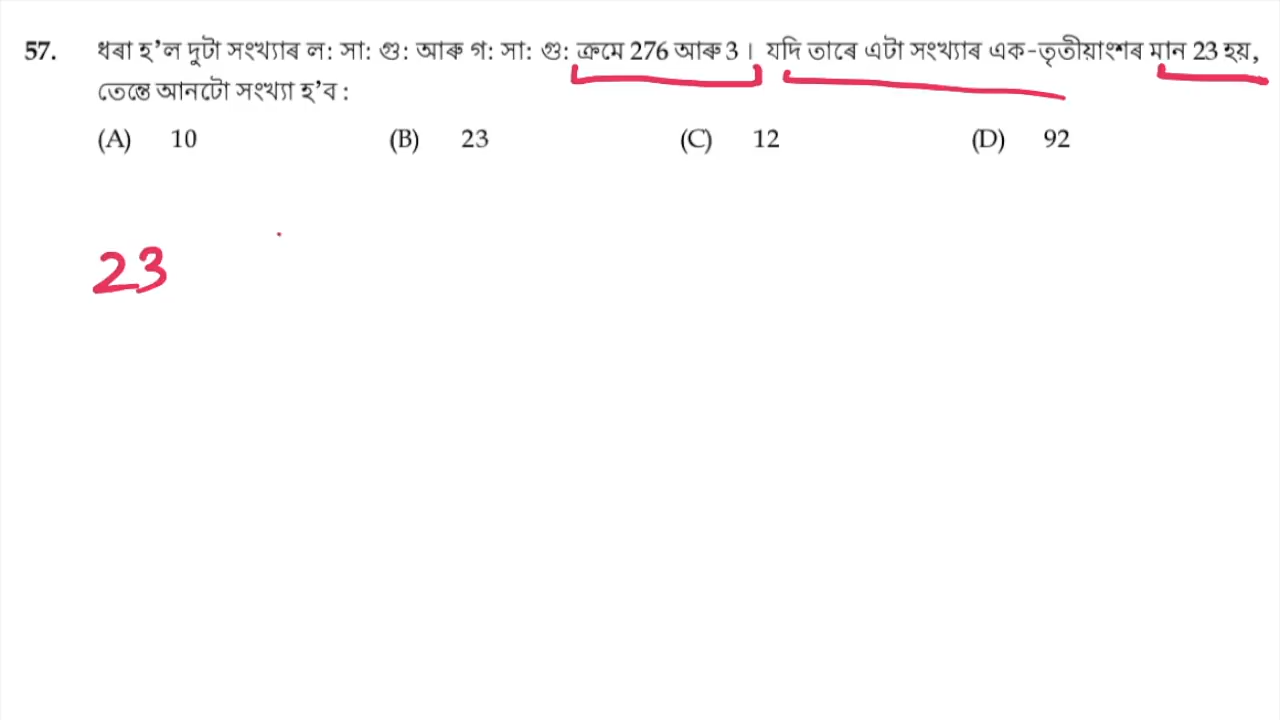 57. ধৰা হ’ল দুটা সংখ্যাৰ ল: সা: গু: আৰু গ: সা: গু: ক্ৰমে 276 আৰু 3 । যদি তাৰে এটা সংখ্যাৰ এক-তৃতীয়াংশৰ মান 23 হয়,
তেন্তে আনটো সংখ্যা হ’ব :
(A) 10 (B) 23 (C) 12 (D) 92
23